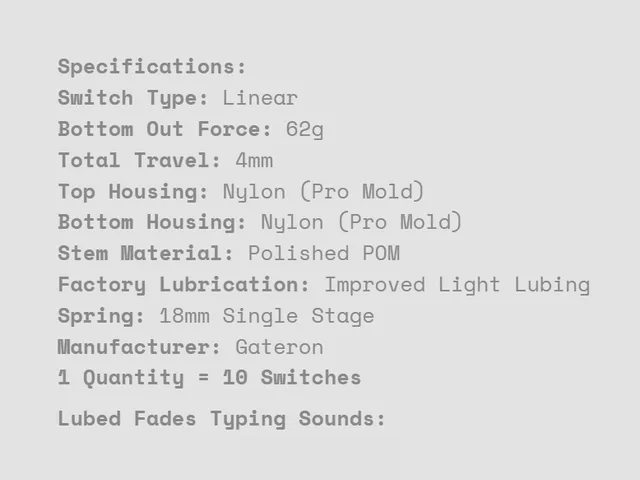 Specifications:
Switch Type: Linear
Bottom Out Force: 62g
Total Travel: 4mm
Top Housing: Nylon (Pro Mold)
Bottom Housing: Nylon (Pro Mold)
Stem Material: Polished POM
Factory Lubrication: Improved Light Lubing
Spring: 18mm Single Stage
Manufacturer: Gateron
1 Quantity = 10 Switches
Lubed Fades Typing Sounds: